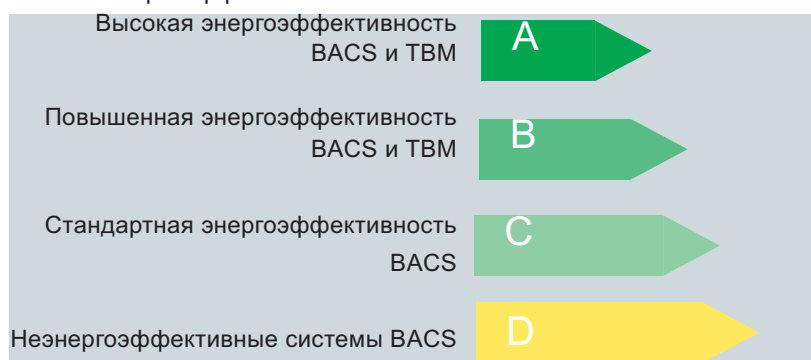 Высокая энергоэффективность
BACS и TBM
A
Повышенная энергоэффективность
BACS и TBM
B
Стандартная энергоэффективность
BACS
C
Неэнергоэффективные системы BACS
D